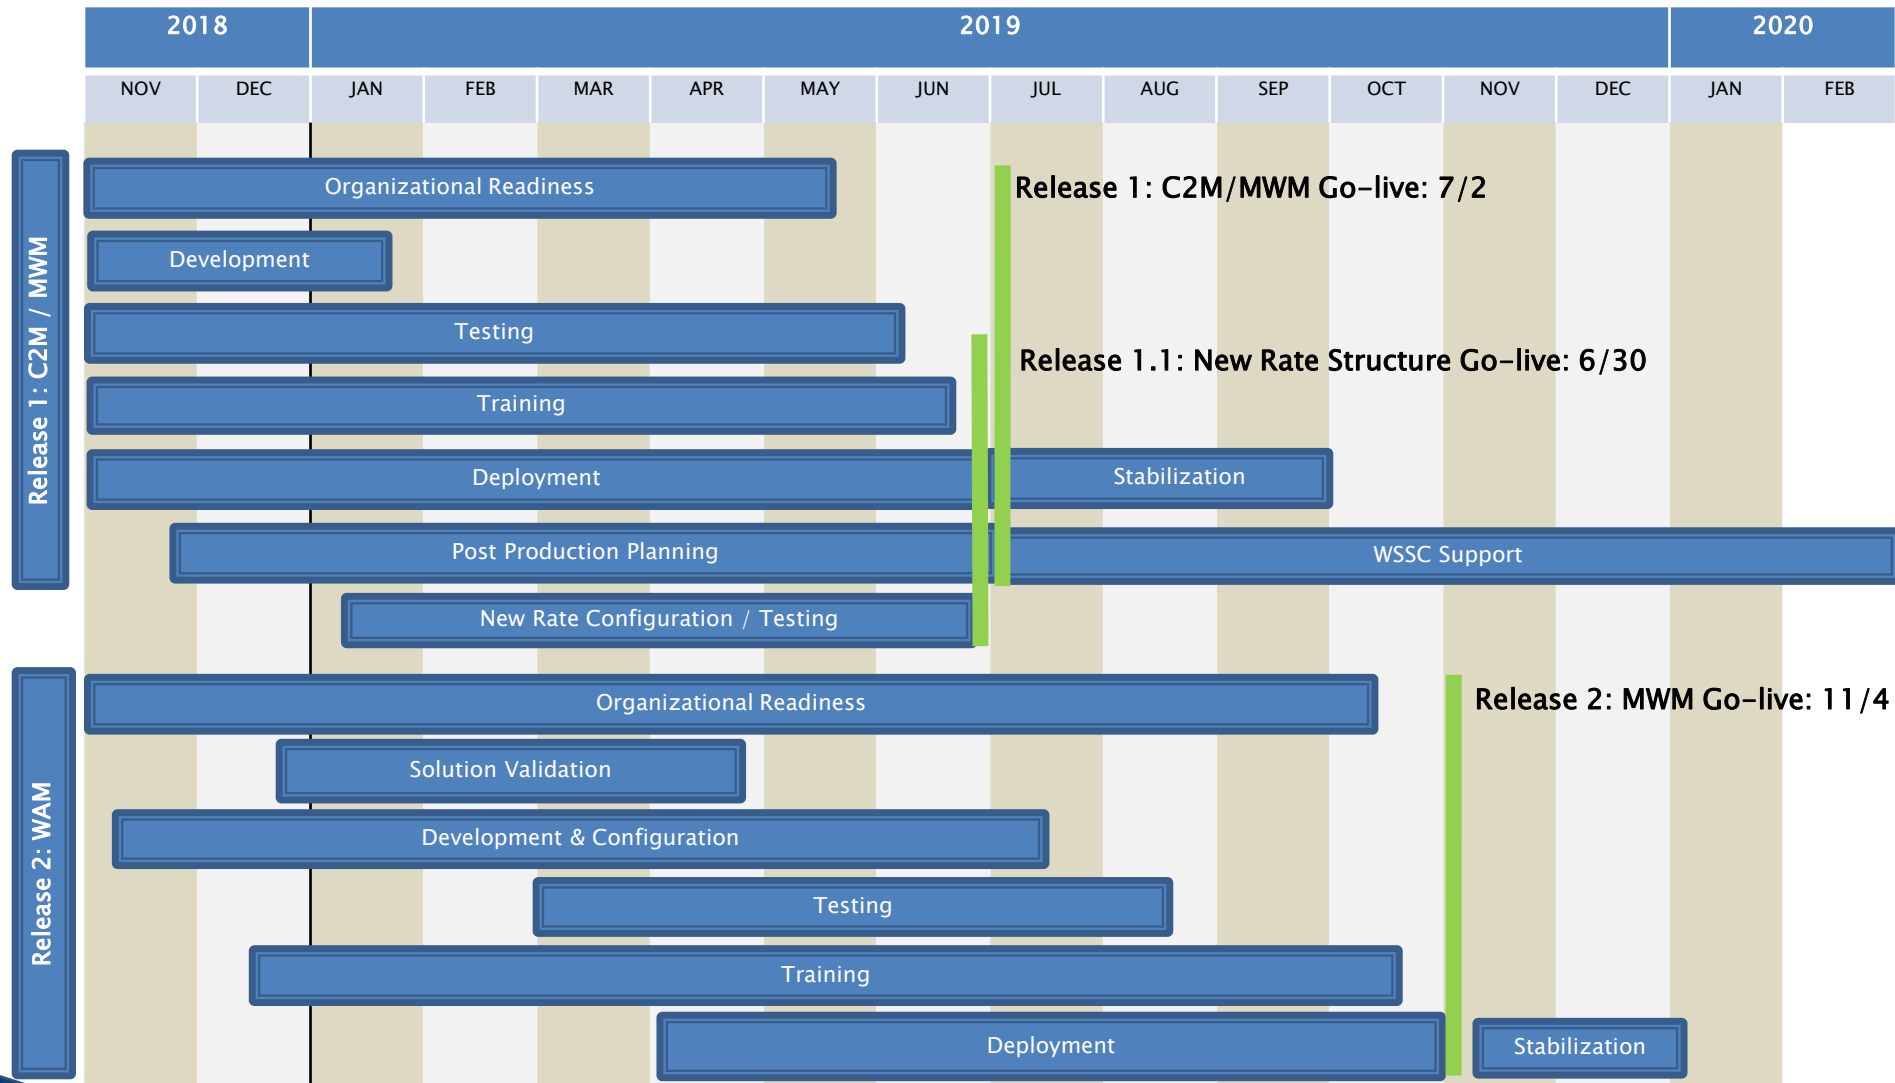 2018 2019 2020
NOV DEC JAN FEB MAR APR MAY JUN JUL AUG SEP OCT NOV DEC JAN FEB
Release 1: C2M / MWM
Organizational Readiness
Release 1: C2M/MWM Go-live: 7/2
Development
Testing
Release 1.1: New Rate Structure Go-live: 6/30
Training
Deployment
Stabilization
Post Production Planning
WSSC Support
New Rate Configuration / Testing
Release 2: WAM
Organizational Readiness
Release 2: MWM Go-live: 11/4
Solution Validation
Development & Configuration
Testing
Training
Deployment
Stabilization